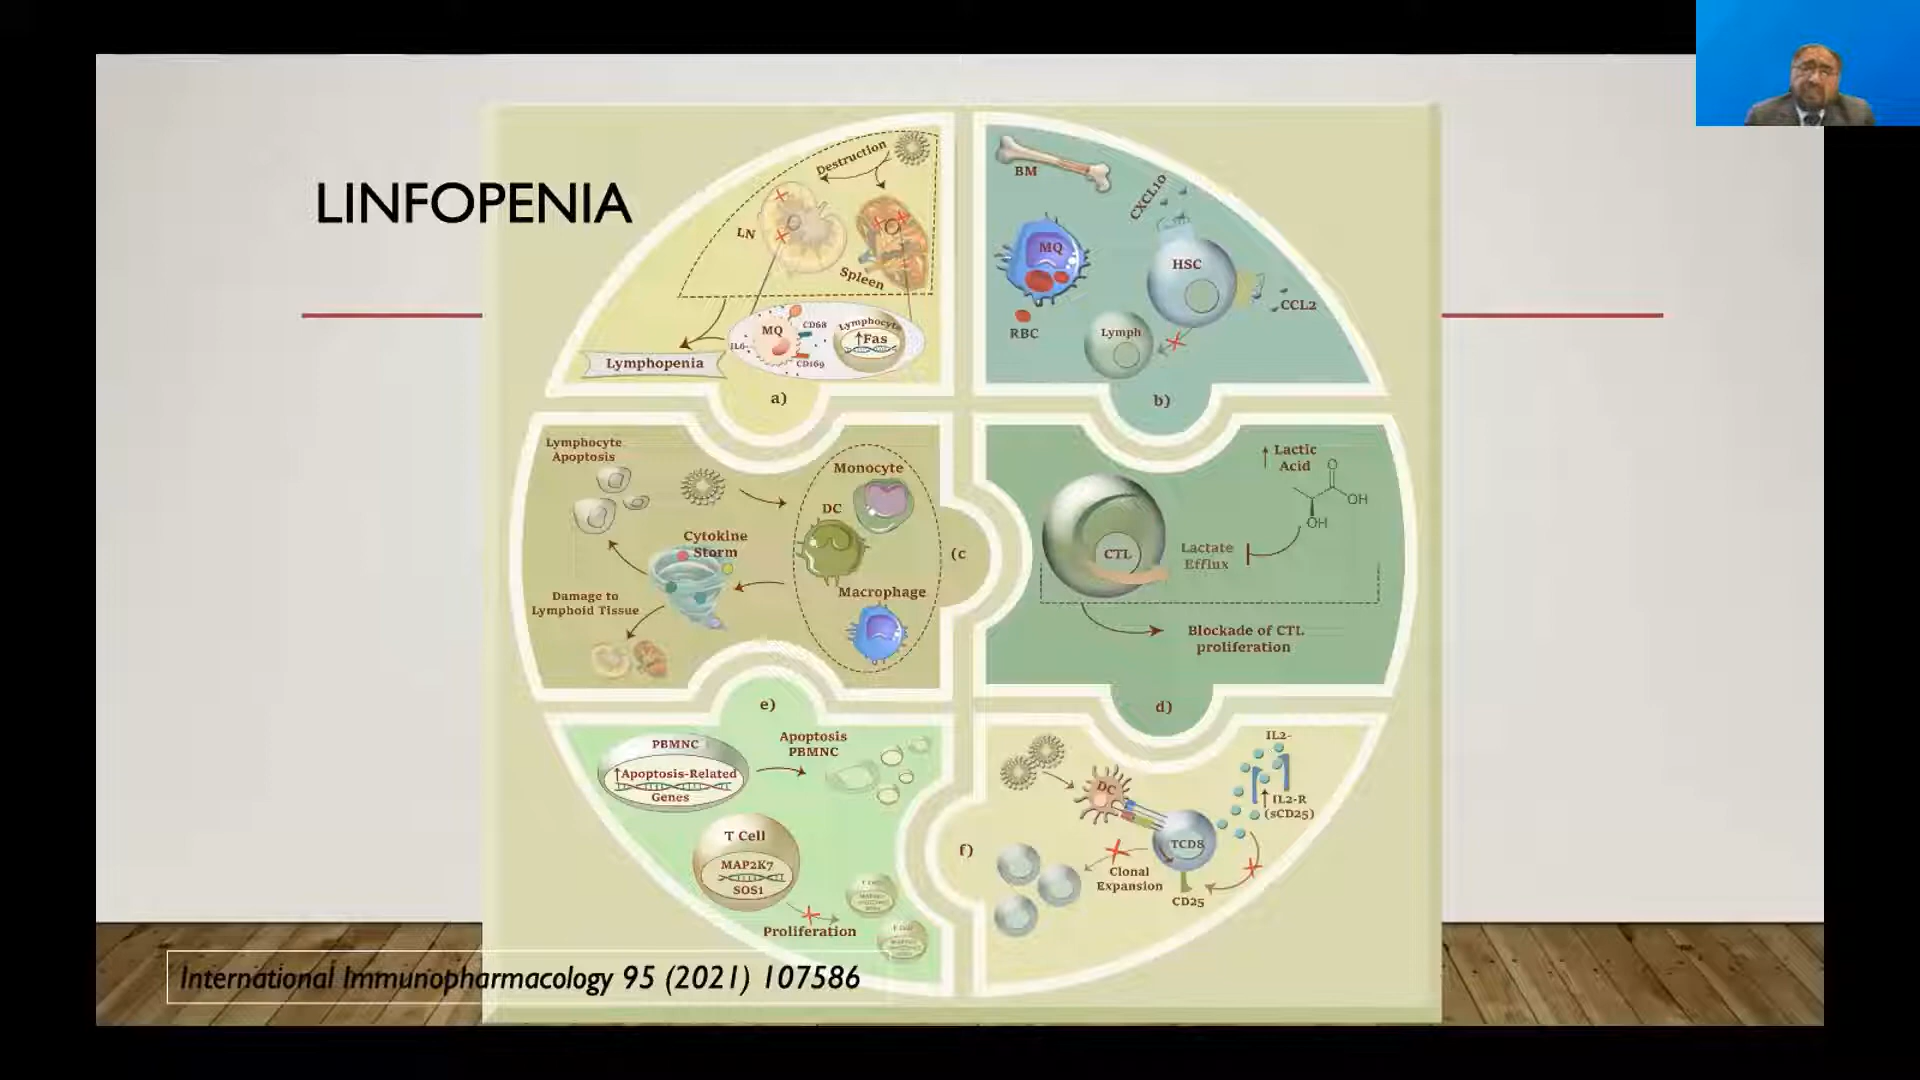 LINFOPENIA
Destruction
LN
Spleen
MQ
CD68
IL6-
CD169
Lymphocyte
↑Fas
Lymphopenia
a)
BM
CXCL10
MQ
HSC
CCL2
RBC
Lymph
b)
Lymphocyte
Apoptosis
Monocyte
DC
Cytokine
Storm
Macrophage
Damage to
Lymphoid Tissue
(c
↑ Lactic
Acid
O
OH
OH
CTL
Lactate
Efflux
Blockade of CTL
proliferation
d)
e)
PBMNC
↑Apoptosis-Related
Genes
Apoptosis
PBMNC
T Cell
MAP2K7
SOS1
Proliferation
f)
IL2-
DC
↑ IL2-R
(sCD25)
TCD8
Clonal
Expansion
CD25
International Immunopharmacology 95 (2021) 107586